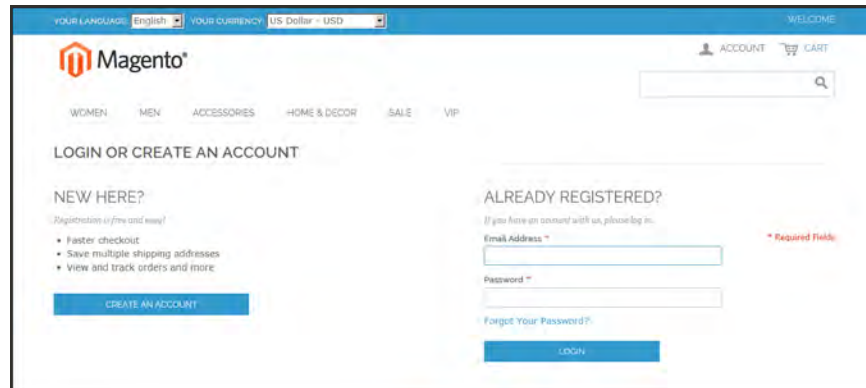 YOUR LANGUAGE: English YOUR CURRENCY: US Dollar - USD WELCOME
Magento®
ACCOUNT CART
WOMEN MEN ACCESSORIES HOME & DECOR SALE VIP
LOGIN OR CREATE AN ACCOUNT
NEW HERE?
Registration is free and easy!
• Faster checkout
• Save multiple shipping addresses
• View and track orders and more
CREATE AN ACCOUNT
ALREADY REGISTERED?
If you have an account with us, please log in.
Email Address *
* Required Fields
Password *
Forgot Your Password?
LOGIN